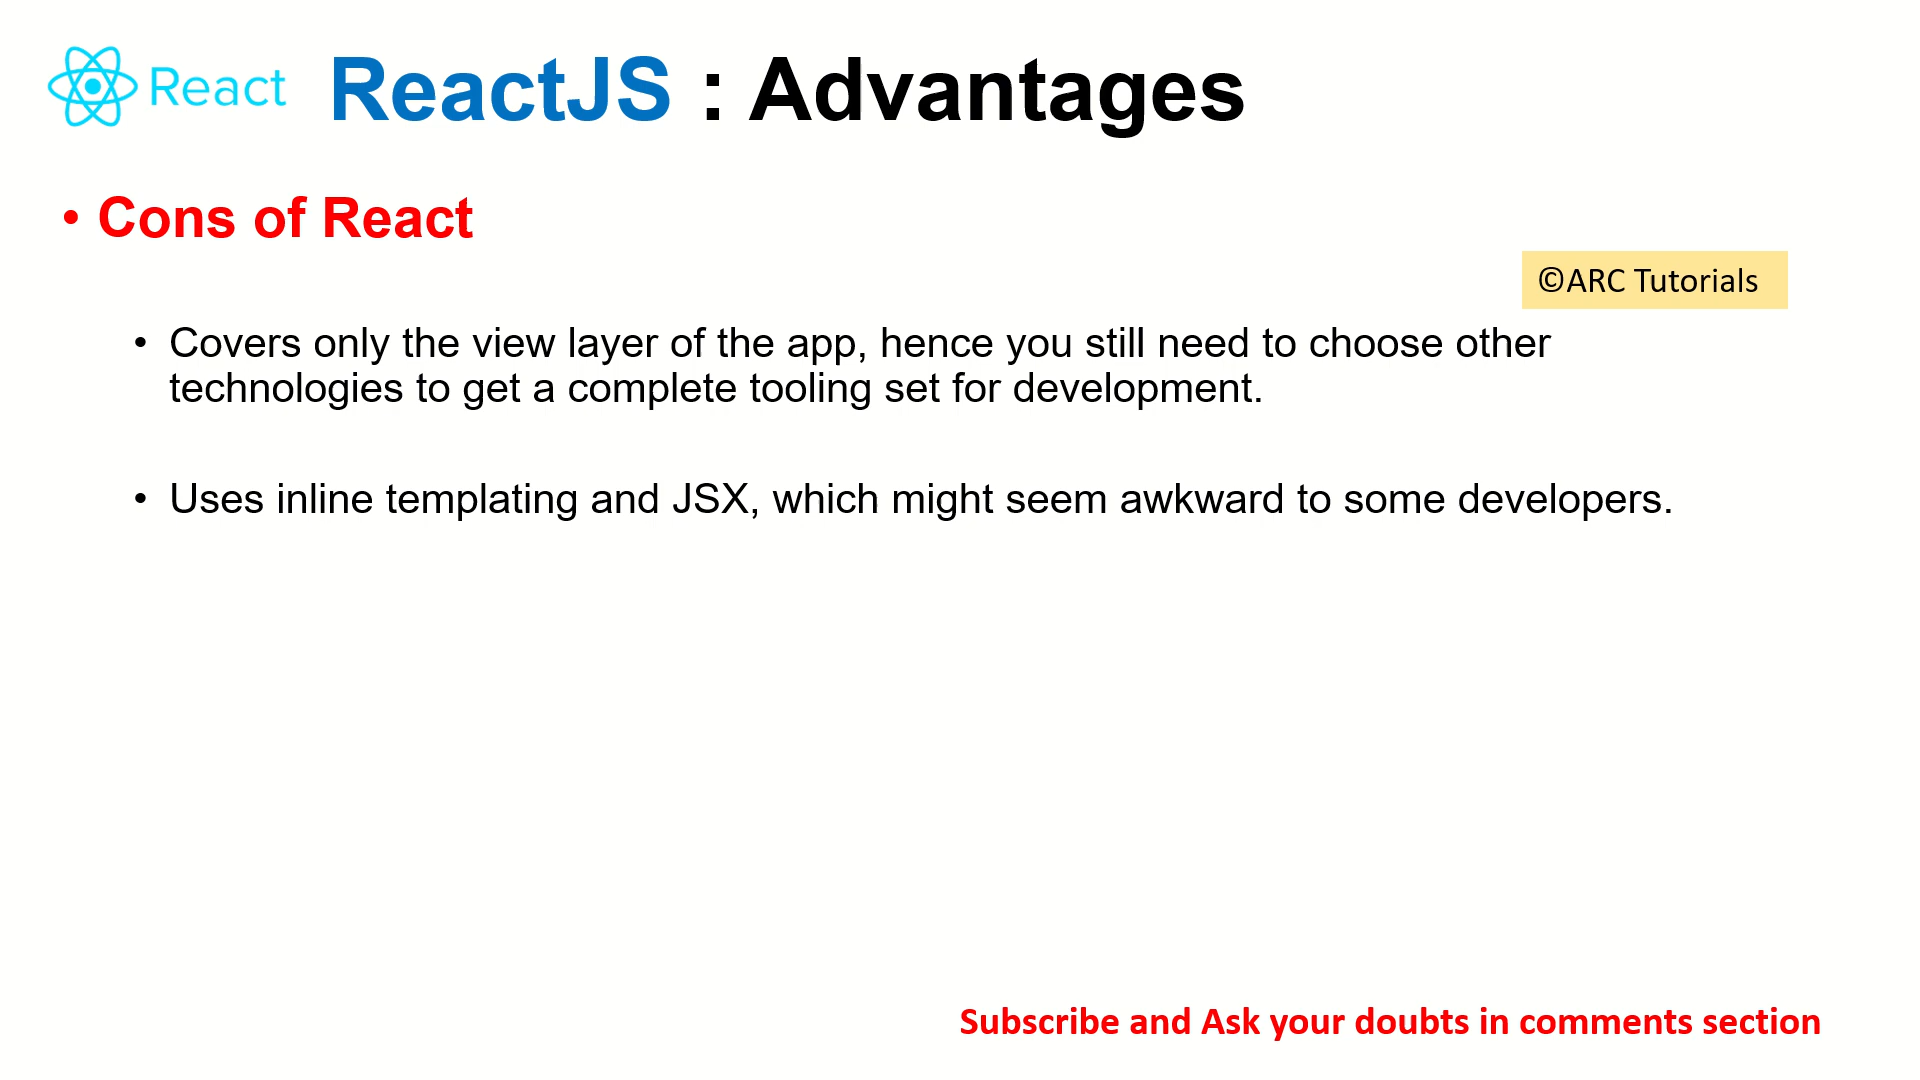 React ReactJS : Advantages
• Cons of React
©ARC Tutorials
• Covers only the view layer of the app, hence you still need to choose other
technologies to get a complete tooling set for development.
• Uses inline templating and JSX, which might seem awkward to some developers.
Subscribe and Ask your doubts in comments section